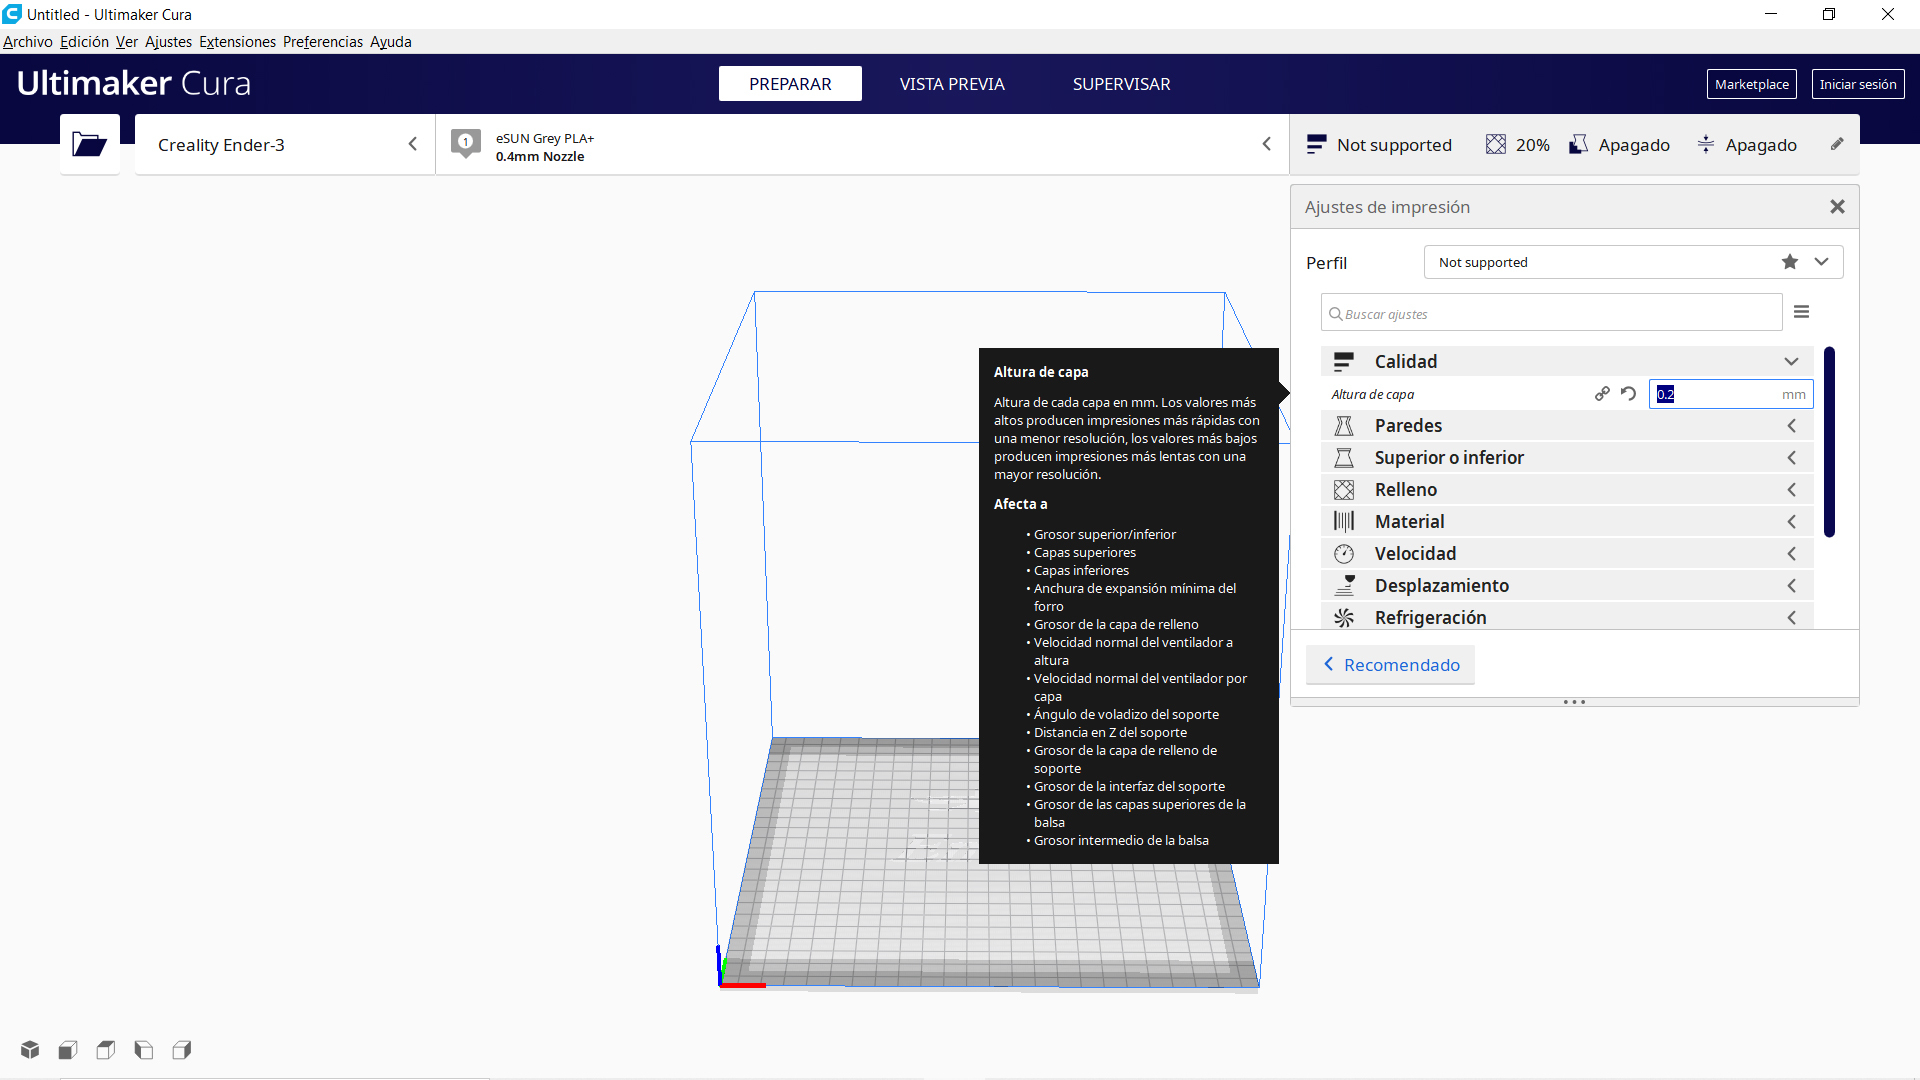 Untitled - Ultimaker Cura
Archivo Edición Ver Ajustes Extensiones Preferencias Ayuda
Ultimaker Cura
PREPARAR
VISTA PREVIA
SUPERVISAR
Marketplace
Iniciar sesión
Creality Ender-3
1
eSUN Grey PLA+
0.4mm Nozzle
Not supported
20%
Apagado
Apagado
Ajustes de impresión
Perfil
Not supported
Buscar ajustes
Calidad
Altura de capa
0.2
mm
Paredes
Superior o inferior
Relleno
Material
Velocidad
Desplazamiento
Refrigeración
Recomendado
Altura de capa
Altura de cada capa en mm. Los valores más
altos producen impresiones más rápidas con
una menor resolución, los valores más bajos
producen impresiones más lentas con una
mayor resolución.
Afecta a
• Grosor superior/inferior
• Capas superiores
• Capas inferiores
• Anchura de expansión mínima del
forro
• Grosor de la capa de relleno
• Velocidad normal del ventilador a
altura
• Velocidad normal del ventilador por
capa
• Ángulo de voladizo del soporte
• Distancia en Z del soporte
• Grosor de la capa de relleno de
soporte
• Grosor de la interfaz del soporte
• Grosor de las capas superiores de la
balsa
• Grosor intermedio de la balsa